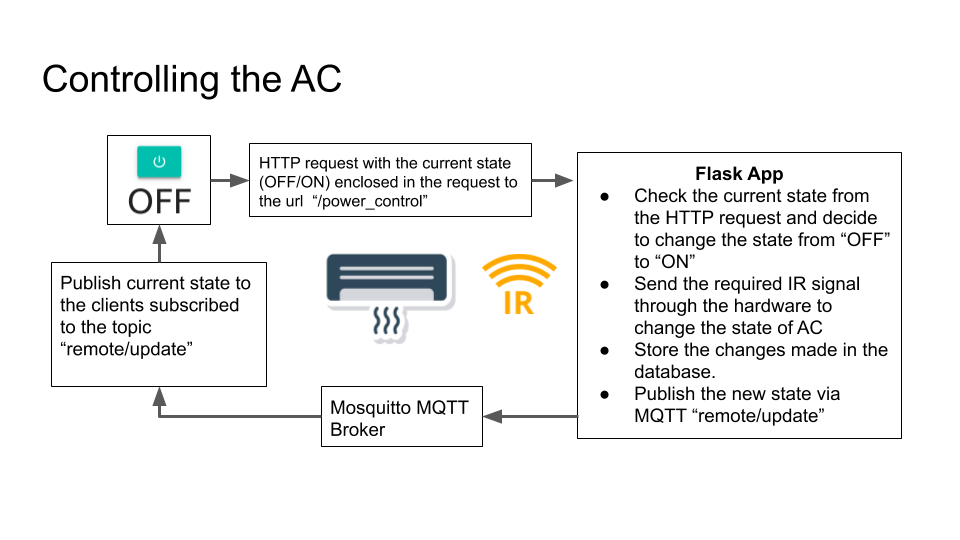 Controlling the AC
OFF
HTTP request with the current state
(OFF/ON) enclosed in the request to
the url “/power_control”
Flask App
● Check the current state from
the HTTP request and decide
to change the state from “OFF”
to “ON”
● Send the required IR signal
through the hardware to
change the state of AC
● Store the changes made in the
database.
● Publish the new state via
MQTT “remote/update”
IR
Mosquitto MQTT
Broker
Publish current state to
the clients subscribed
to the topic
“remote/update”